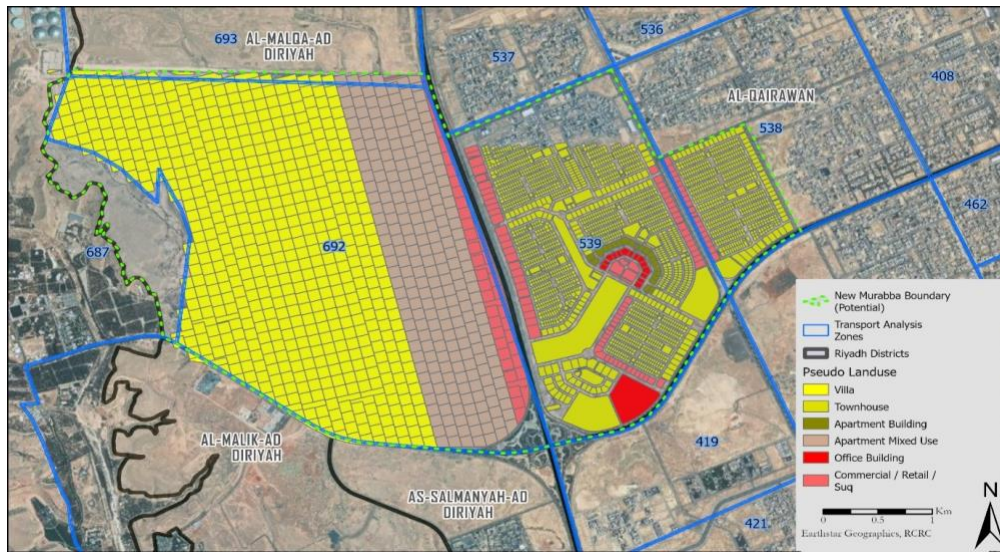 693
AL-MALQA-AD
DIRIYAH
537
536
408
AL-QAIRAWAN
538
462
539
692
687
New Murabba Boundary
(Potential)
Transport Analysis
Zones
Riyadh Districts
Pseudo Landuse
Villa
Townhouse
Apartment Building
Apartment Mixed Use
Office Building
Commercial / Retail /
Suq
AL-MALIK-AD
DIRIYAH
419
AS-SALMANYAH-AD
DIRIYAH
421
N
0 0.5 1 Km
Earthstar Geographics, RCRC